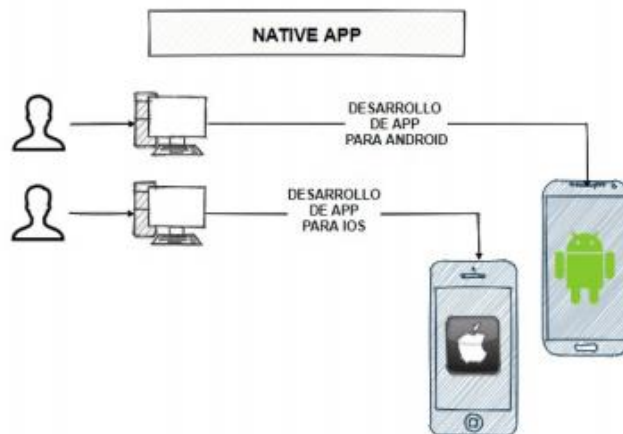 NATIVE APP
DESARROLLO
DE APP
PARA ANDROID
DESARROLLO
DE APP
PARA IOS